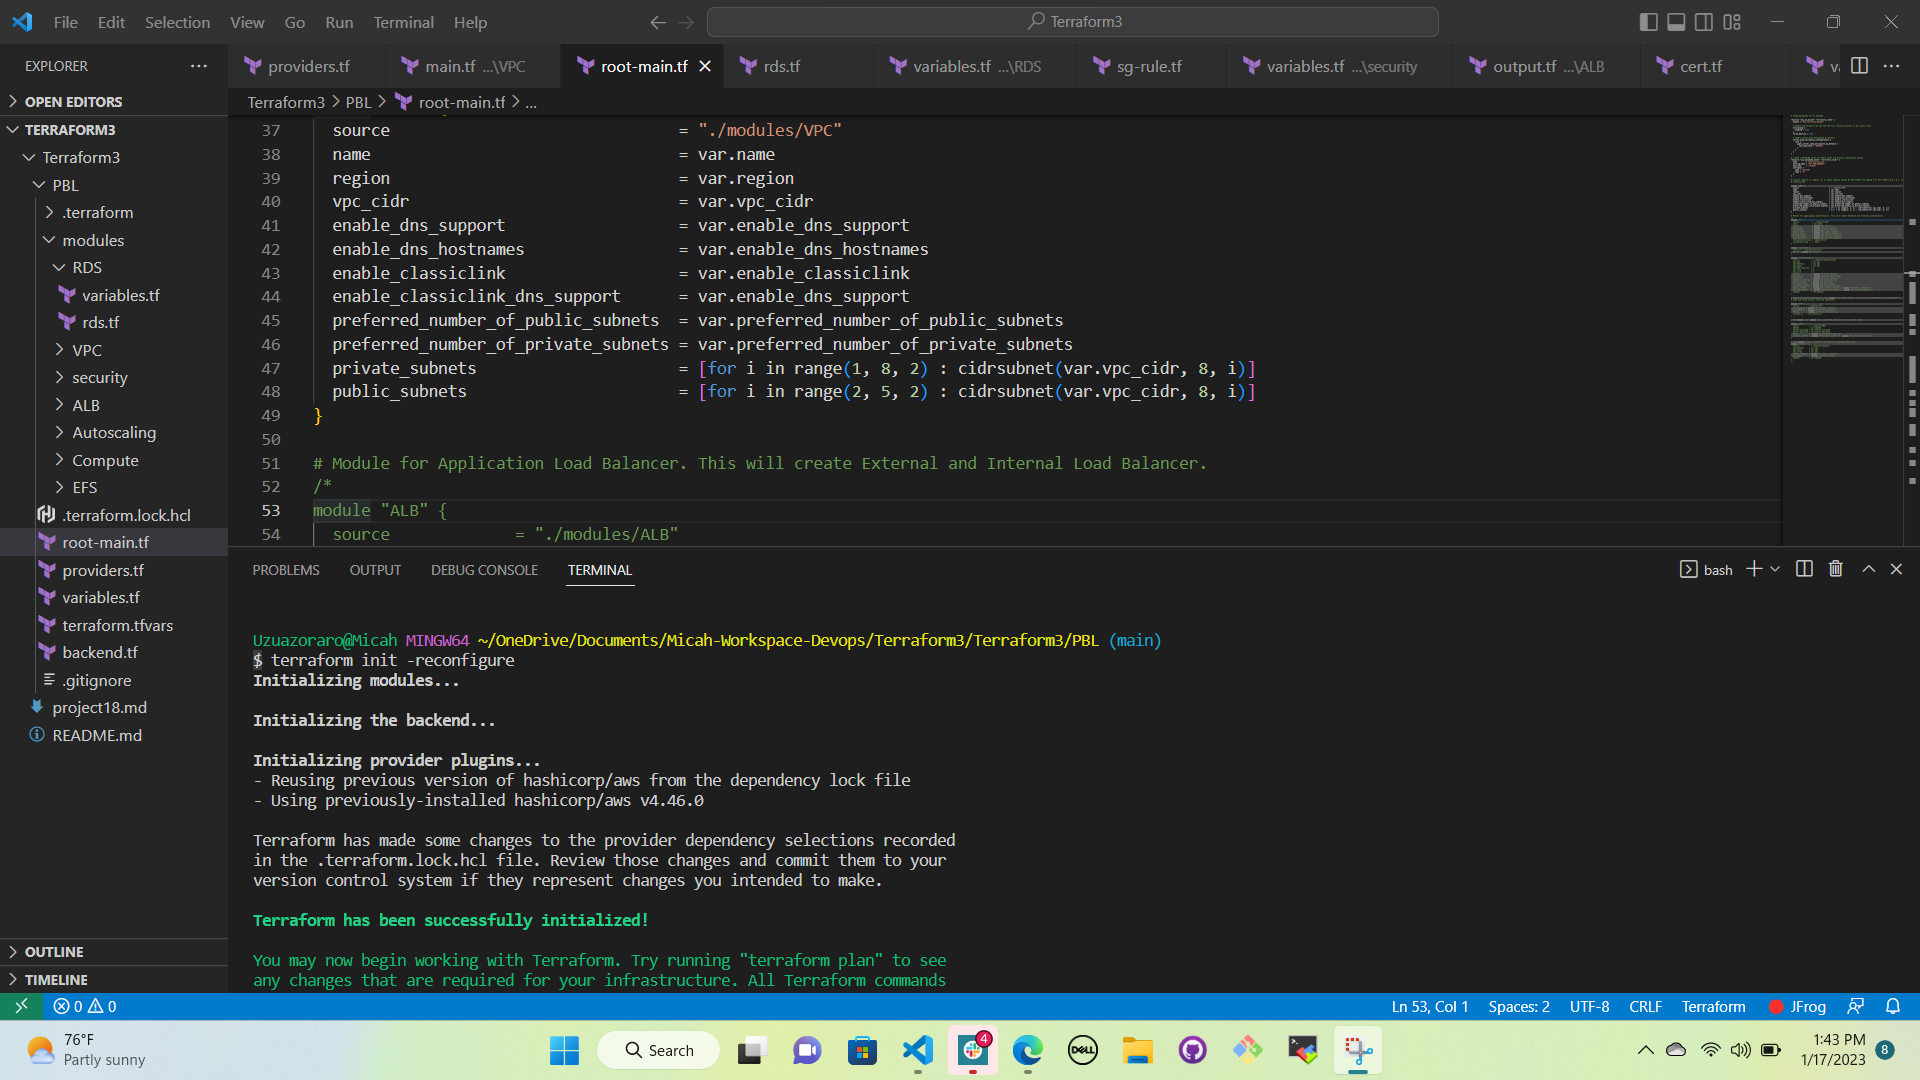 File Edit Selection View Go Run Terminal Help
Terraform3
EXPLORER
providers.tf
main.tf ...\VPC
root-main.tf
rds.tf
variables.tf ...\RDS
sg-rule.tf
variables.tf ...\security
output.tf ...\ALB
cert.tf
Terraform3 > PBL > root-main.tf > ...
OPEN EDITORS
TERRAFORM3
Terraform3
PBL
.terraform
modules
RDS
variables.tf
rds.tf
VPC
security
ALB
Autoscaling
Compute
EFS
.terraform.lock.hcl
root-main.tf
providers.tf
variables.tf
terraform.tfvars
backend.tf
.gitignore
project18.md
README.md
OUTLINE
TIMELINE
37 source = "./modules/VPC"
38 name = var.name
39 region = var.region
40 vpc_cidr = var.vpc_cidr
41 enable_dns_support = var.enable_dns_support
42 enable_dns_hostnames = var.enable_dns_hostnames
43 enable_classiclink = var.enable_classiclink
44 enable_classiclink_dns_support = var.enable_dns_support
45 preferred_number_of_public_subnets = var.preferred_number_of_public_subnets
46 preferred_number_of_private_subnets = var.preferred_number_of_private_subnets
47 private_subnets = [for i in range(1, 8, 2) : cidrsubnet(var.vpc_cidr, 8, i)]
48 public_subnets = [for i in range(2, 5, 2) : cidrsubnet(var.vpc_cidr, 8, i)]
49 }
50
51 # Module for Application Load Balancer. This will create External and Internal Load Balancer.
52 /*
53 module "ALB" {
54 source = "./modules/ALB"
PROBLEMS OUTPUT DEBUG CONSOLE TERMINAL
bash
Uzuazoraro@Micah MINGW64 ~/OneDrive/Documents/Micah-Workspace-Devops/Terraform3/Terraform3/PBL (main)
$ terraform init -reconfigure
Initializing modules...
Initializing the backend...
Initializing provider plugins...
- Reusing previous version of hashicorp/aws from the dependency lock file
- Using previously-installed hashicorp/aws v4.46.0
Terraform has made some changes to the provider dependency selections recorded
in the .terraform.lock.hcl file. Review those changes and commit them to your
version control system if they represent changes you intended to make.
Terraform has been successfully initialized!
You may now begin working with Terraform. Try running "terraform plan" to see
any changes that are required for your infrastructure. All Terraform commands
0 0
Ln 53, Col 1 Spaces: 2 UTF-8 CRLF Terraform JFrog
76°F
Partly sunny
Search
4
DELL
1:43 PM
1/17/2023
8